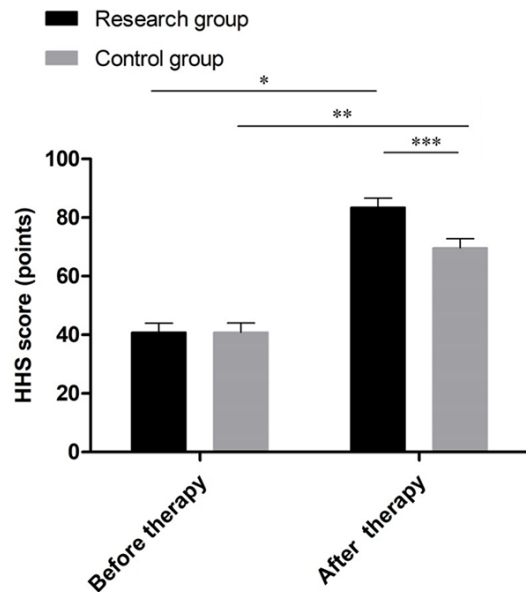 Research group
Control group
*
**
***
HHS score (points)
100
80
60
40
20
0
Before therapy
After therapy